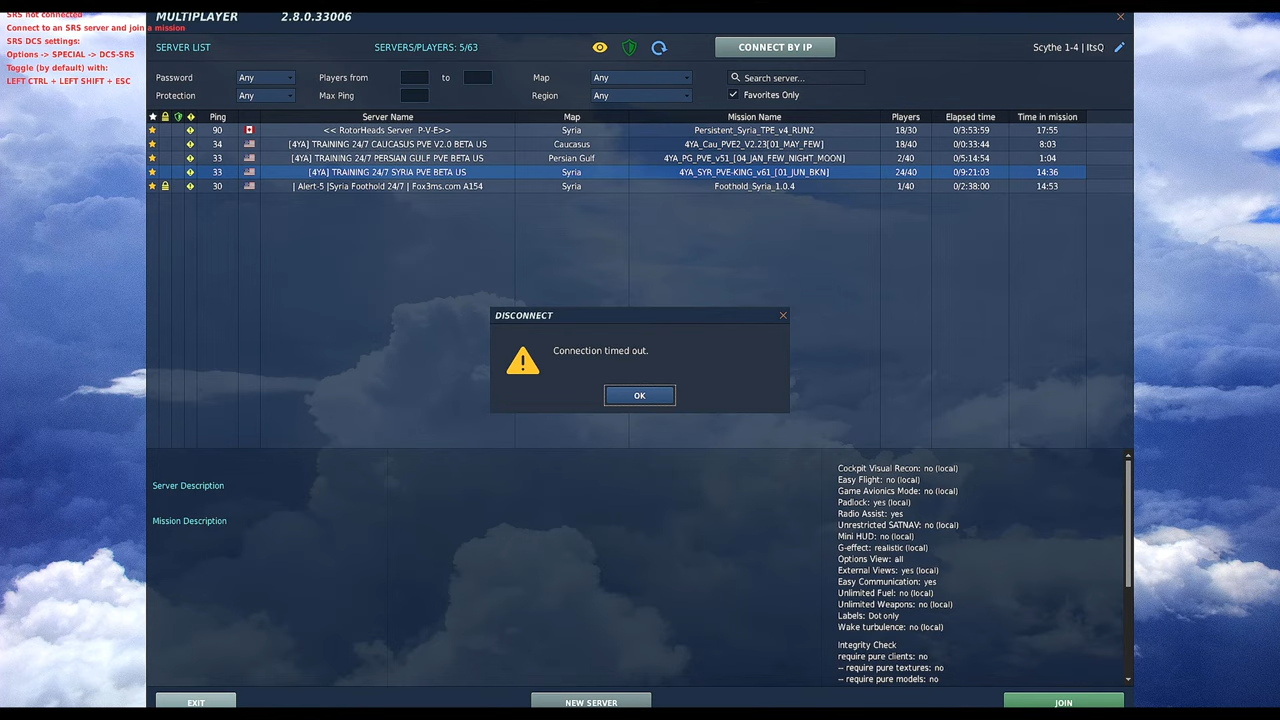 SRS not connected
Connect to an SRS server and join a mission
SRS DCS settings:
Options -> SPECIAL -> DCS-SRS
Toggle (by default) with:
LEFT CTRL + LEFT SHIFT + ESC
MULTIPLAYER 2.8.0.33006
SERVER LIST SERVERS/PLAYERS: 5/63 CONNECT BY IP Scythe 1-4 | ItsQ
Password Any Players from to Map Any Search server...
Protection Any Max Ping Region Any Favorites Only
Ping Server Name Map Mission Name Players Elapsed time Time in mission
90 << RotorHeads Server P-V-E>> Syria Persistent_Syria_TPE_v4_RUN2 18/30 0/3:53:59 17:55
34 [4YA] TRAINING 24/7 CAUCASUS PVE V2.0 BETA US Caucasus 4YA_Cau_PVE2_V2.23[01_MAY_FEW] 18/40 0/0:33:44 8:03
33 [4YA] TRAINING 24/7 PERSIAN GULF PVE BETA US Persian Gulf 4YA_PG_PVE_v51_[04_JAN_FEW_NIGHT_MOON] 2/40 0/5:14:54 1:04
33 [4YA] TRAINING 24/7 SYRIA PVE BETA US Syria 4YA_SYR_PVE-KING_v61_[01_JUN_BKN] 24/40 0/9:21:03 14:36
30 | Alert-5 |Syria Foothold 24/7 | Fox3ms.com A154 Syria Foothold_Syria_1.0.4 1/40 0/2:38:00 14:53
DISCONNECT
Connection timed out.
OK
Server Description
Mission Description
Cockpit Visual Recon: no (local)
Easy Flight: no (local)
Game Avionics Mode: no (local)
Padlock: yes (local)
Radio Assist: yes
Unrestricted SATNAV: no (local)
Mini HUD: no (local)
G-effect: realistic (local)
Options View: all
External Views: yes (local)
Easy Communication: yes
Unlimited Fuel: no (local)
Unlimited Weapons: no (local)
Labels: Dot only
Wake turbulence: no (local)
Integrity Check
require pure clients: no
-- require pure textures: no
-- require pure models: no
EXIT NEW SERVER JOIN